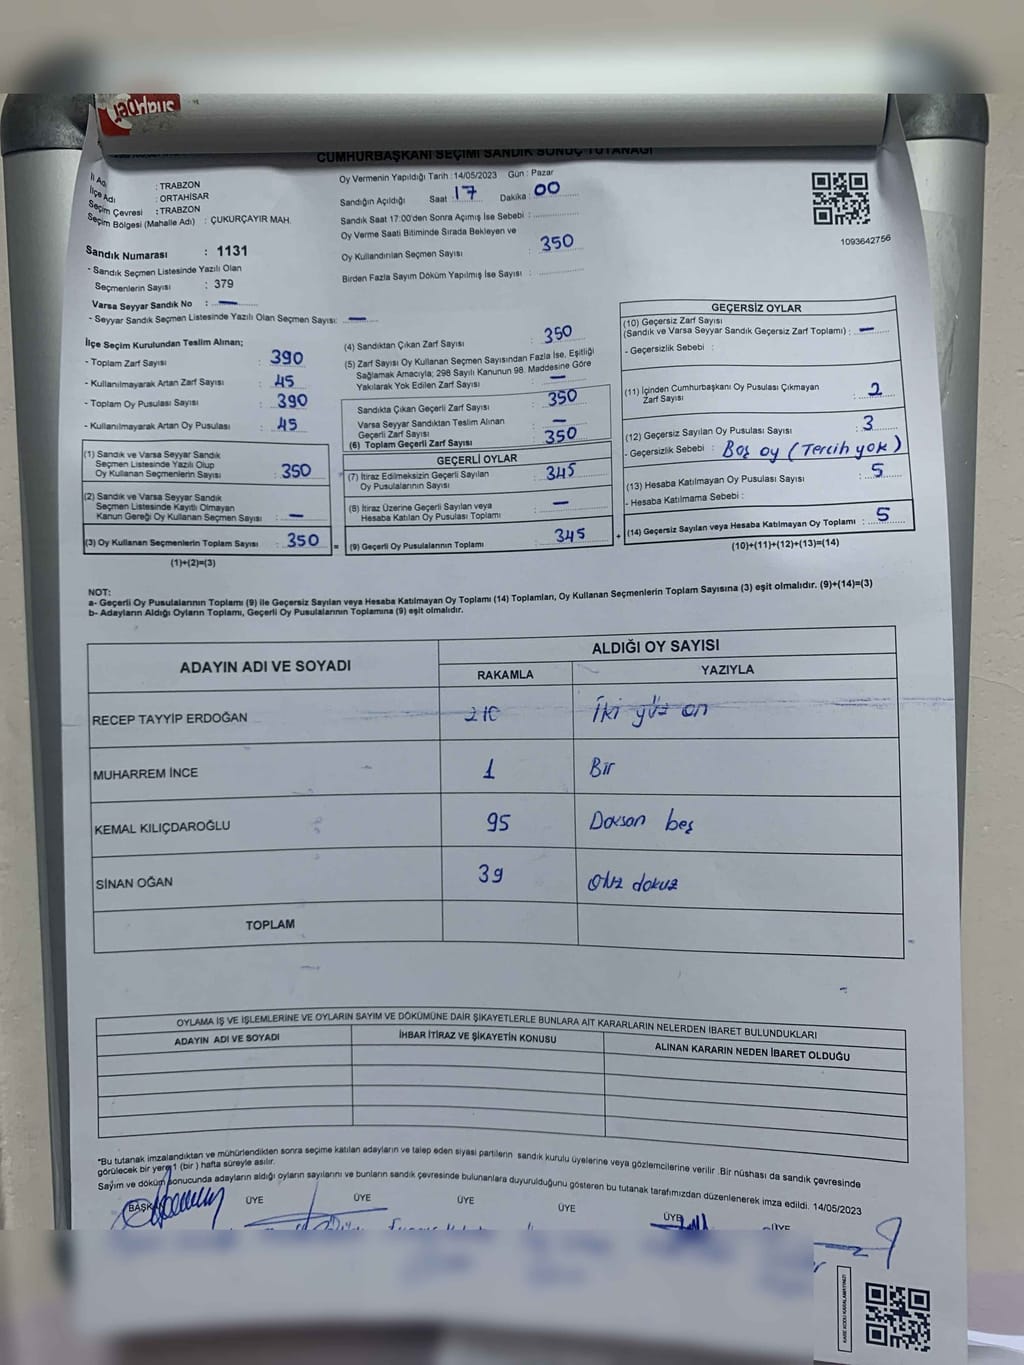 CUMHURBAŞKANI SEÇİMİ SANDIK SONUÇ TUTANAĞI
İl Adı : TRABZON
İlçe Adı : ORTAHİSAR
Seçim Çevresi : TRABZON
Seçim Bölgesi (Mahalle Adı) : ÇUKURÇAYIR MAH.
Sandık Numarası : 1131
- Sandık Seçmen Listesinde Yazılı Olan
Seçmenlerin Sayısı : 379
Varsa Seyyar Sandık No : —
- Seyyar Sandık Seçmen Listesinde Yazılı Olan Seçmen Sayısı: —
Oy Vermenin Yapıldığı Tarih : 14/05/2023 Gün : Pazar
Sandığın Açıldığı Saat : 17 Dakika : 00
Sandık Saat 17:00'den Sonra Açımış İse Sebebi :
Oy Verme Saati Bitiminde Sırada Bekleyen ve
Oy Kullandırılan Seçmen Sayısı : 350
Birden Fazla Sayım Döküm Yapılmış İse Sayısı :
1093642756
İlçe Seçim Kurulundan Teslim Alınan;
- Toplam Zarf Sayısı : 390
- Kullanılmayarak Artan Zarf Sayısı : 45
- Toplam Oy Pusulası Sayısı : 390
- Kullanılmayarak Artan Oy Pusulası : 45
(1) Sandık ve Varsa Seyyar Sandık
Seçmen Listesinde Yazılı Olup
Oy Kullanan Seçmenlerin Sayısı : 350
(2) Sandık ve Varsa Seyyar Sandık
Seçmen Listesinde Kayıtlı Olmayan
Kanun Gereği Oy Kullanan Seçmen Sayısı : —
(3) Oy Kullanan Seçmenlerin Toplam Sayısı : 350
(1)+(2)=(3)
(4) Sandıktan Çıkan Zarf Sayısı : 350
(5) Zarf Sayısı Oy Kullanan Seçmen Sayısından Fazla İse, Eşitliği
Sağlamak Amacıyla; 298 Sayılı Kanunun 98. Maddesine Göre
Yakılarak Yok Edilen Zarf Sayısı : —
Sandıkta Çıkan Geçerli Zarf Sayısı : 350
Varsa Seyyar Sandıktan Teslim Alınan
Geçerli Zarf Sayısı : —
(6) Toplam Geçerli Zarf Sayısı : 350
GEÇERLİ OYLAR
(7) İtiraz Edilmeksizin Geçerli Sayılan
Oy Pusulalarının Sayısı : 345
(8) İtiraz Üzerine Geçerli Sayılan veya
Hesaba Katılan Oy Pusulası Toplamı : —
= (9) Geçerli Oy Pusulalarının Toplamı : 345
GEÇERSİZ OYLAR
(10) Geçersiz Zarf Sayısı
(Sandık ve Varsa Seyyar Sandık Geçersiz Zarf Toplamı) : —
- Geçersizlik Sebebi :
(11) İçinden Cumhurbaşkanı Oy Pusulası Çıkmayan
Zarf Sayısı : 2
(12) Geçersiz Sayılan Oy Pusulası Sayısı : 3
- Geçersizlik Sebebi : Boş oy (Tercih yok)
(13) Hesaba Katılmayan Oy Pusulası Sayısı : 5
- Hesaba Katılmama Sebebi :
+ (14) Geçersiz Sayılan veya Hesaba Katılmayan Oy Toplamı : 5
(10)+(11)+(12)+(13)=(14)
NOT:
a- Geçerli Oy Pusulalarının Toplamı (9) ile Geçersiz Sayılan veya Hesaba Katılmayan Oy Toplamı (14) Toplamları, Oy Kullanan Seçmenlerin Toplam Sayısına (3) eşit olmalıdır. (9)+(14)=(3)
b- Adayların Aldığı Oyların Toplamı, Geçerli Oy Pusulalarının Toplamına (9) eşit olmalıdır.
ADAYIN ADI VE SOYADI ALDIĞI OY SAYISI
RAKAMLA YAZIYLA
RECEP TAYYİP ERDOĞAN 210 İki yüz on
MUHARREM İNCE 1 Bir
KEMAL KILIÇDAROĞLU 95 Doksan beş
SİNAN OĞAN 39 Otuz dokuz
TOPLAM
OYLAMA İŞ VE İŞLEMLERİNE VE OYLARIN SAYIM VE DÖKÜMÜNE DAİR ŞİKAYETLERLE BUNLARA AİT KARARLARIN NELERDEN İBARET BULUNDUKLARI
ADAYIN ADI VE SOYADI İHBAR İTİRAZ VE ŞİKAYETİN KONUSU ALINAN KARARIN NEDEN İBARET OLDUĞU
*Bu tutanak imzalandıktan ve mühürlendikten sonra seçime katılan adayların ve talep eden siyasi partilerin sandık kurulu üyelerine veya gözlemcilerine verilir .Bir nüshası da sandık çevresinde
görülecek bir yere 1 (bir ) hafta süreyle asılır.
Sayım ve döküm sonucunda adayların aldığı oyların sayılarını ve bunların sandık çevresinde bulunanlara duyurulduğunu gösteren bu tutanak tarafımızdan düzenlenerek imza edildi. 14/05/2023
BAŞKAN ÜYE ÜYE ÜYE ÜYE ÜYE ÜYE
KARE KODU KARALAMAYINIZ!